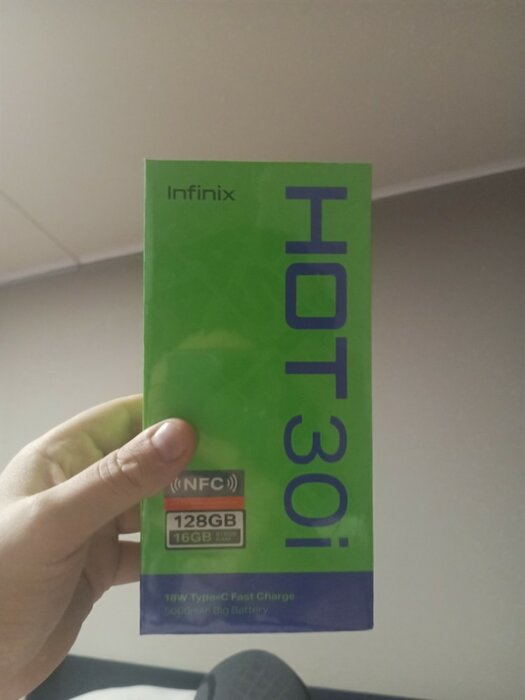 Infinix
HOT 30i
NFC
128GB
16GB
18W Type-C Fast Charge
5000mAh Big Battery